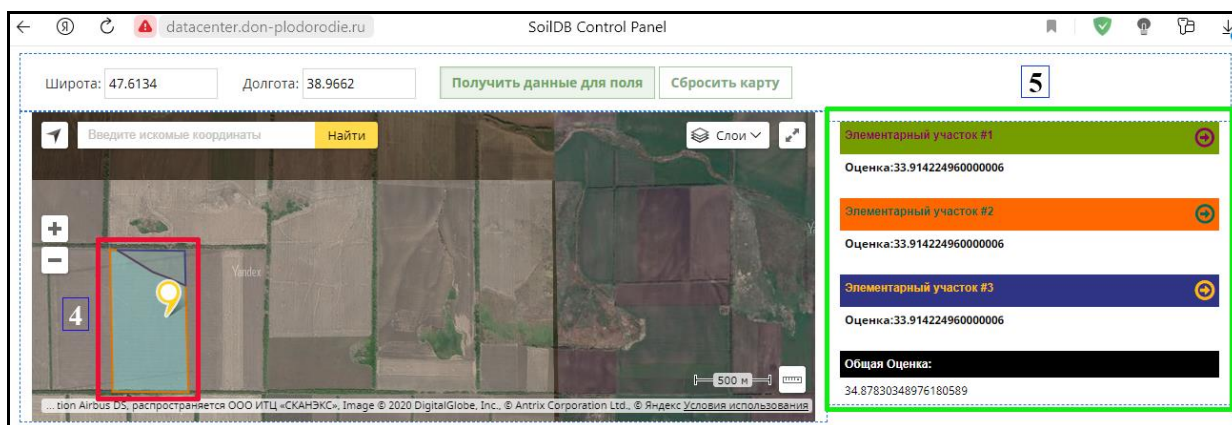 datacenter.don-plodorodie.ru
SoilDB Control Panel
Широта: 47.6134
Долгота: 38.9662
Получить данные для поля
Сбросить карту
5
Введите искомые координаты
Найти
Слои
Элементарный участок #1
Оценка:33.914224960000006
Элементарный участок #2
Оценка:33.914224960000006
Yandex
Элементарный участок #3
4
Оценка:33.914224960000006
Общая Оценка:
500 м
34.87830348976180589
... tion Airbus DS, распространяется ООО ИТЦ «СКАНЭКС», Image © 2020 DigitalGlobe, Inc., © Antrix Corporation Ltd., © Яндекс Условия использования